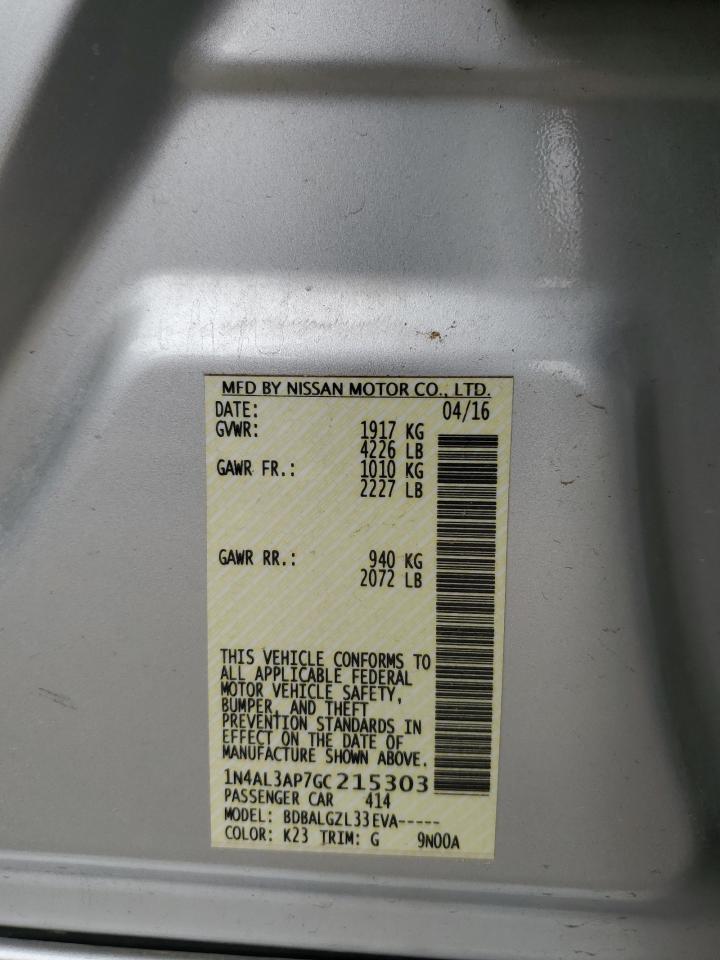 MFD BY NISSAN MOTOR CO., LTD.
DATE: 04/16
GVWR: 1917 KG
4226 LB
GAWR FR.: 1010 KG
2227 LB
GAWR RR.: 940 KG
2072 LB
THIS VEHICLE CONFORMS TO
ALL APPLICABLE FEDERAL
MOTOR VEHICLE SAFETY,
BUMPER, AND THEFT
PREVENTION STANDARDS IN
EFFECT ON THE DATE OF
MANUFACTURE SHOWN ABOVE.
1N4AL3AP7GC215303
PASSENGER CAR 414
MODEL: BDBALGZL33EVA-----
COLOR: K23 TRIM: G 9N00A